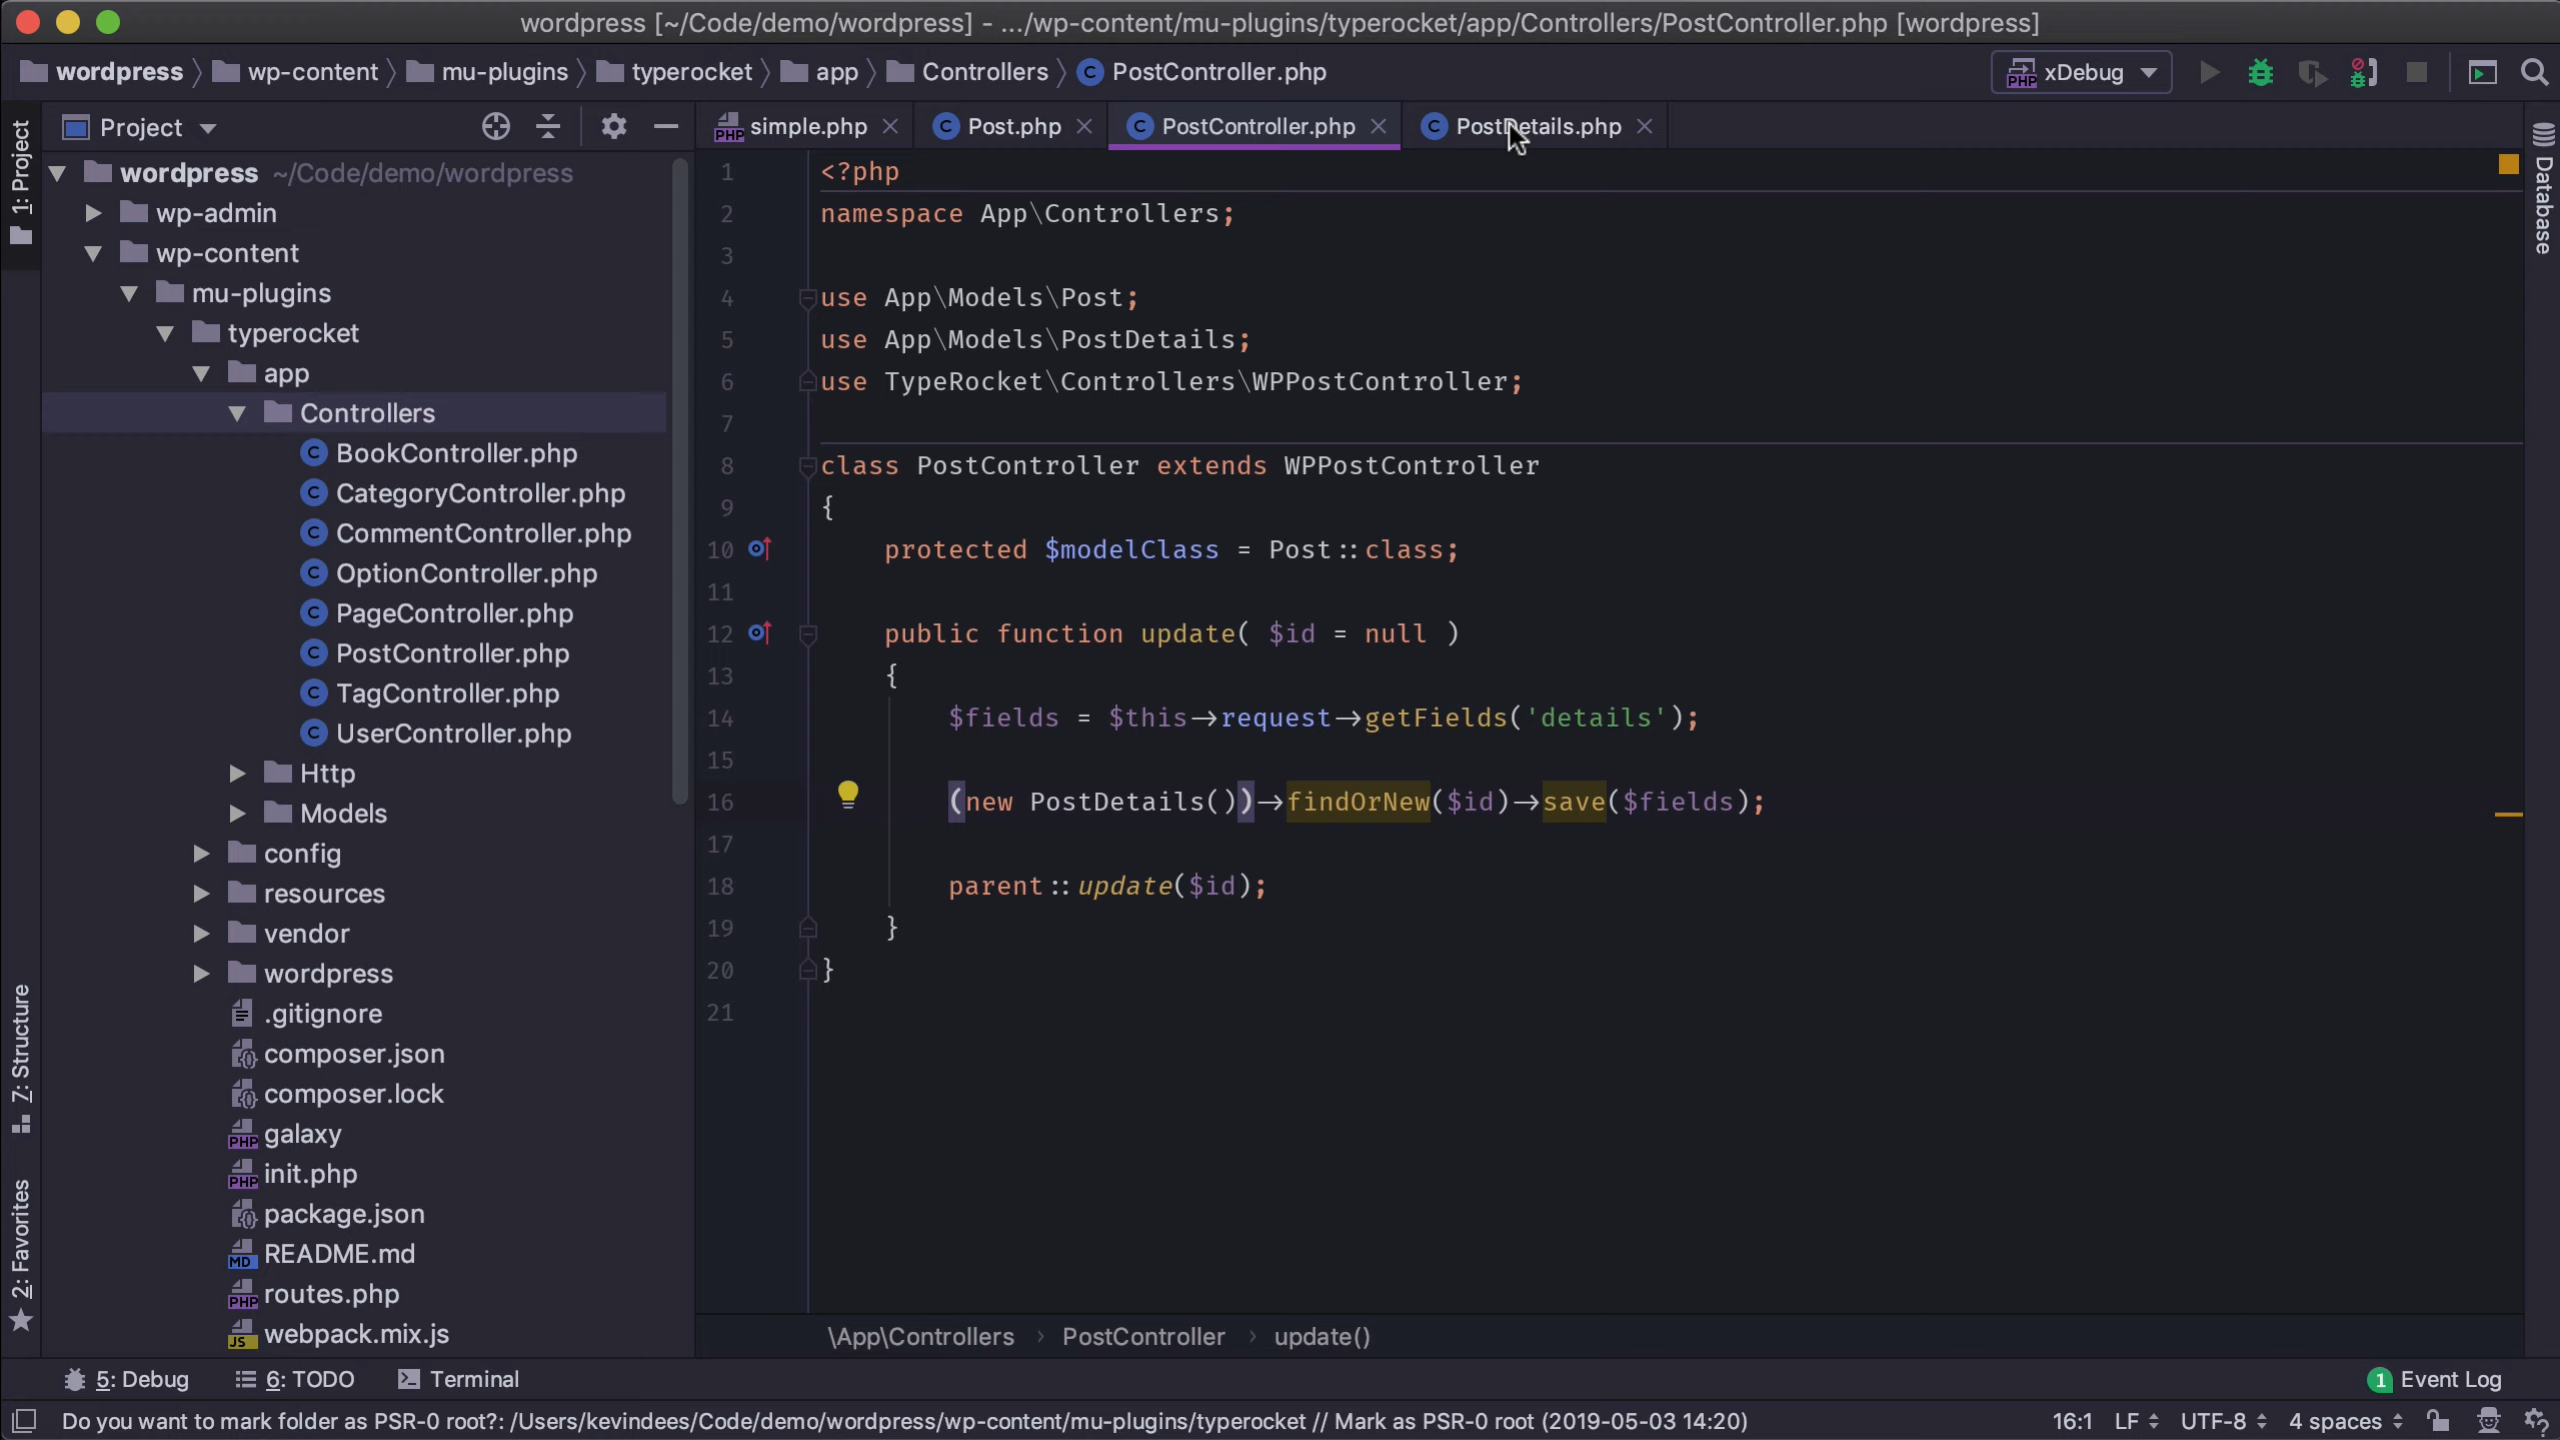 wordpress [~/Code/demo/wordpress] - .../wp-content/mu-plugins/typerocket/app/Controllers/PostController.php [wordpress]
wordpress wp-content mu-plugins typerocket app Controllers PostController.php xDebug
1: Project
Project
simple.php Post.php PostController.php PostDetails.php
Database
wordpress ~/Code/demo/wordpress
wp-admin
wp-content
mu-plugins
typerocket
app
Controllers
BookController.php
CategoryController.php
CommentController.php
OptionController.php
PageController.php
PostController.php
TagController.php
UserController.php
Http
Models
config
resources
vendor
wordpress
.gitignore
composer.json
composer.lock
galaxy
init.php
package.json
README.md
routes.php
webpack.mix.js
7: Structure
2: Favorites
1 <?php
2 namespace App\Controllers;
3
4 use App\Models\Post;
5 use App\Models\PostDetails;
6 use TypeRocket\Controllers\WPPostController;
7
8 class PostController extends WPPostController
9 {
10 protected $modelClass = Post::class;
11
12 public function update( $id = null )
13 {
14 $fields = $this→request→getFields('details');
15
16 (new PostDetails())→findOrNew($id)→save($fields);
17
18 parent::update($id);
19 }
20 }
21
\App\Controllers › PostController › update()
5: Debug 6: TODO Terminal 1 Event Log
Do you want to mark folder as PSR-0 root?: /Users/kevindees/Code/demo/wordpress/wp-content/mu-plugins/typerocket // Mark as PSR-0 root (2019-05-03 14:20) 16:1 LF UTF-8 4 spaces